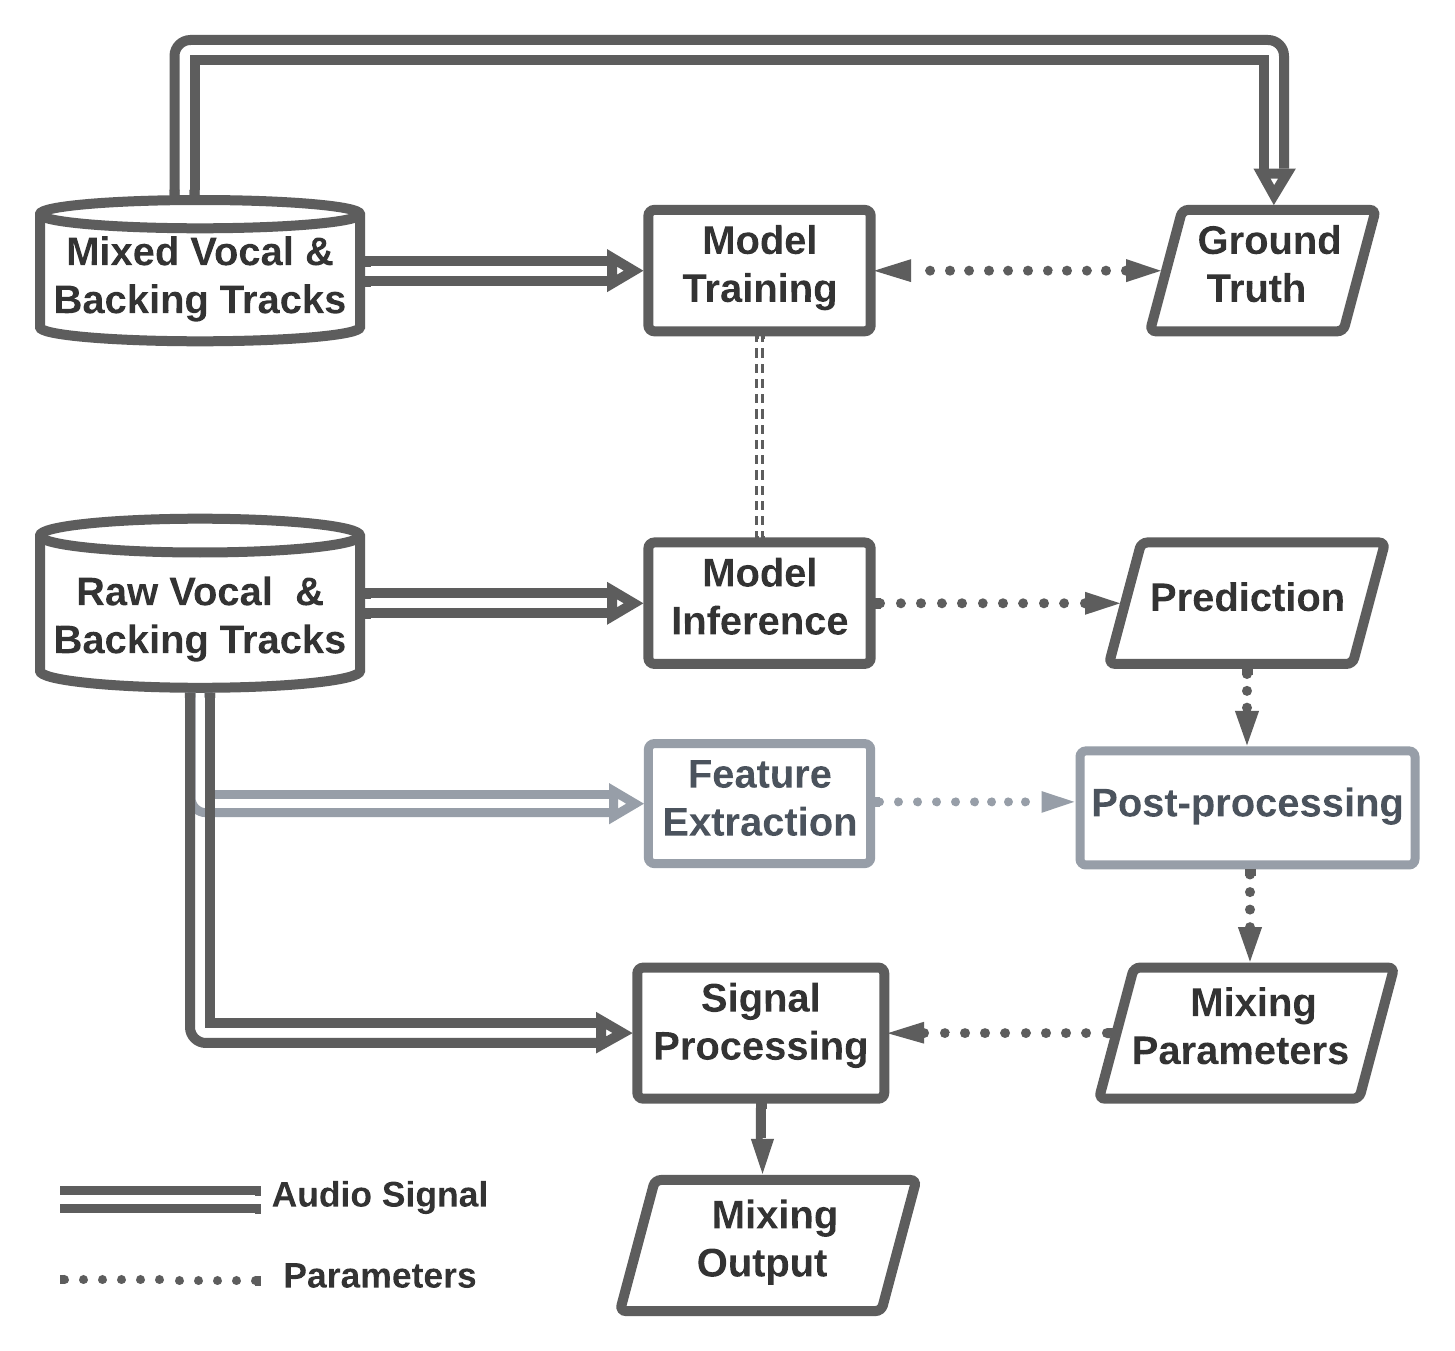 Mixed Vocal &
Backing Tracks
Model
Training
Ground
Truth
Raw Vocal &
Backing Tracks
Model
Inference
Prediction
Feature
Extraction
Post-processing
Signal
Processing
Mixing
Parameters
Audio Signal
Parameters
Mixing
Output